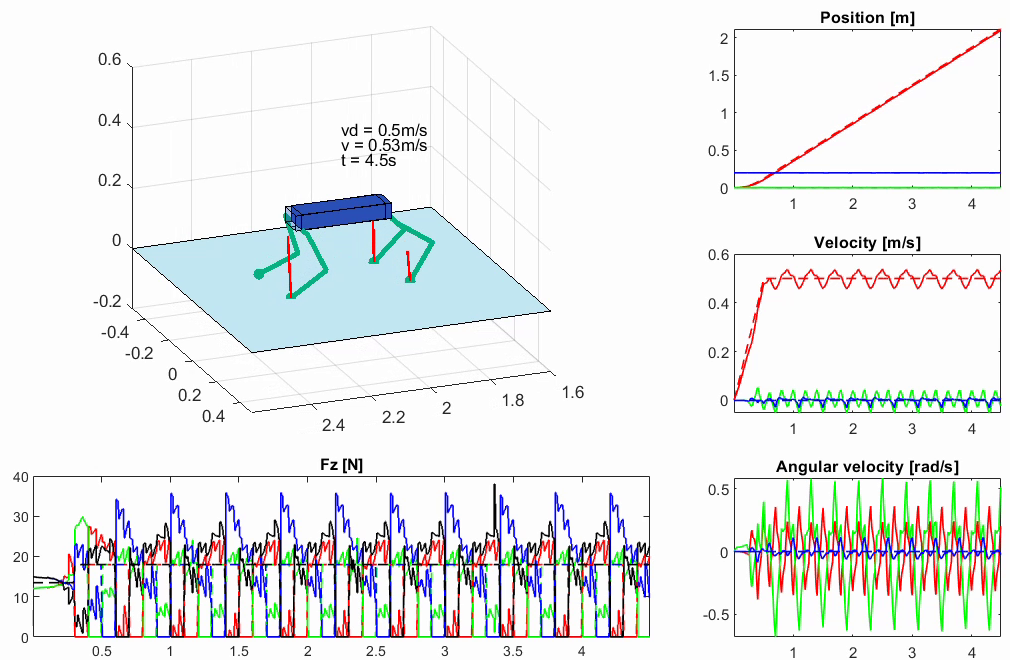 0.6
0.4
0.2
0
-0.2
vd = 0.5m/s
v = 0.53m/s
t = 4.5s
-0.4
-0.2
0
0.2
0.4
2.4
2.2
2
1.8
1.6
Position [m]
2
1.5
1
0.5
0
1 2 3 4
Velocity [m/s]
0.6
0.4
0.2
0
1 2 3 4
Fz [N]
40
30
20
10
0
0.5 1 1.5 2 2.5 3 3.5 4
Angular velocity [rad/s]
0.5
0
-0.5
1 2 3 4